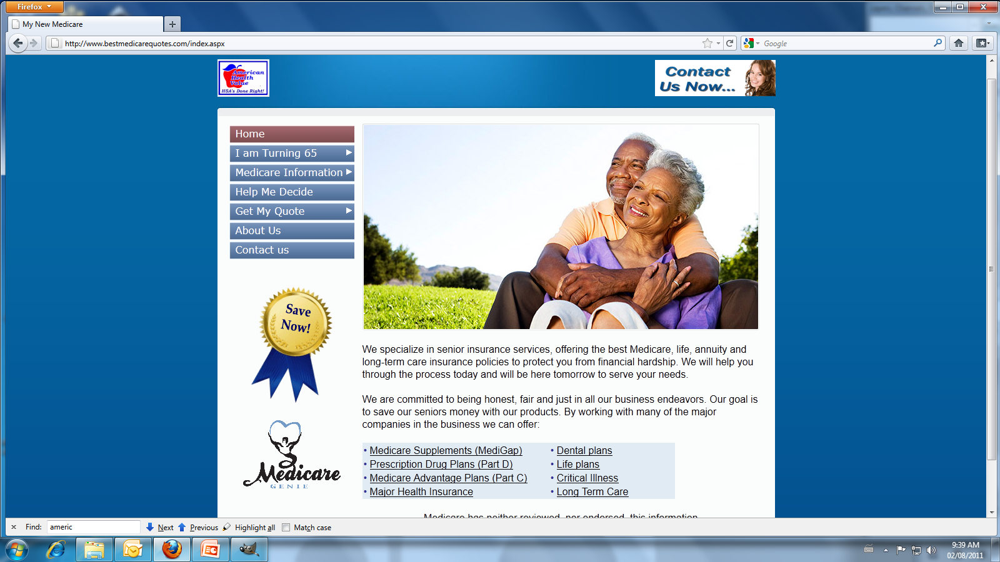 Firefox
My New Medicare
http://www.bestmedicarequotes.com/index.aspx
Google
American
Health
Value
HSA's Done Right!
Contact
Us Now...
Home
I am Turning 65
Medicare Information
Help Me Decide
Get My Quote
About Us
Contact us
Save
Now!
Medicare
GENIE
We specialize in senior insurance services, offering the best Medicare, life, annuity and
long-term care insurance policies to protect you from financial hardship. We will help you
through the process today and will be here tomorrow to serve your needs.
We are committed to being honest, fair and just in all our business endeavors. Our goal is
to save our seniors money with our products. By working with many of the major
companies in the business we can offer:
• Medicare Supplements (MediGap)
• Prescription Drug Plans (Part D)
• Medicare Advantage Plans (Part C)
• Major Health Insurance
• Dental plans
• Life plans
• Critical Illness
• Long Term Care
Medicare has neither reviewed, nor endorsed, this information
Find: americ Next Previous Highlight all Match case
9:39 AM
02/08/2011